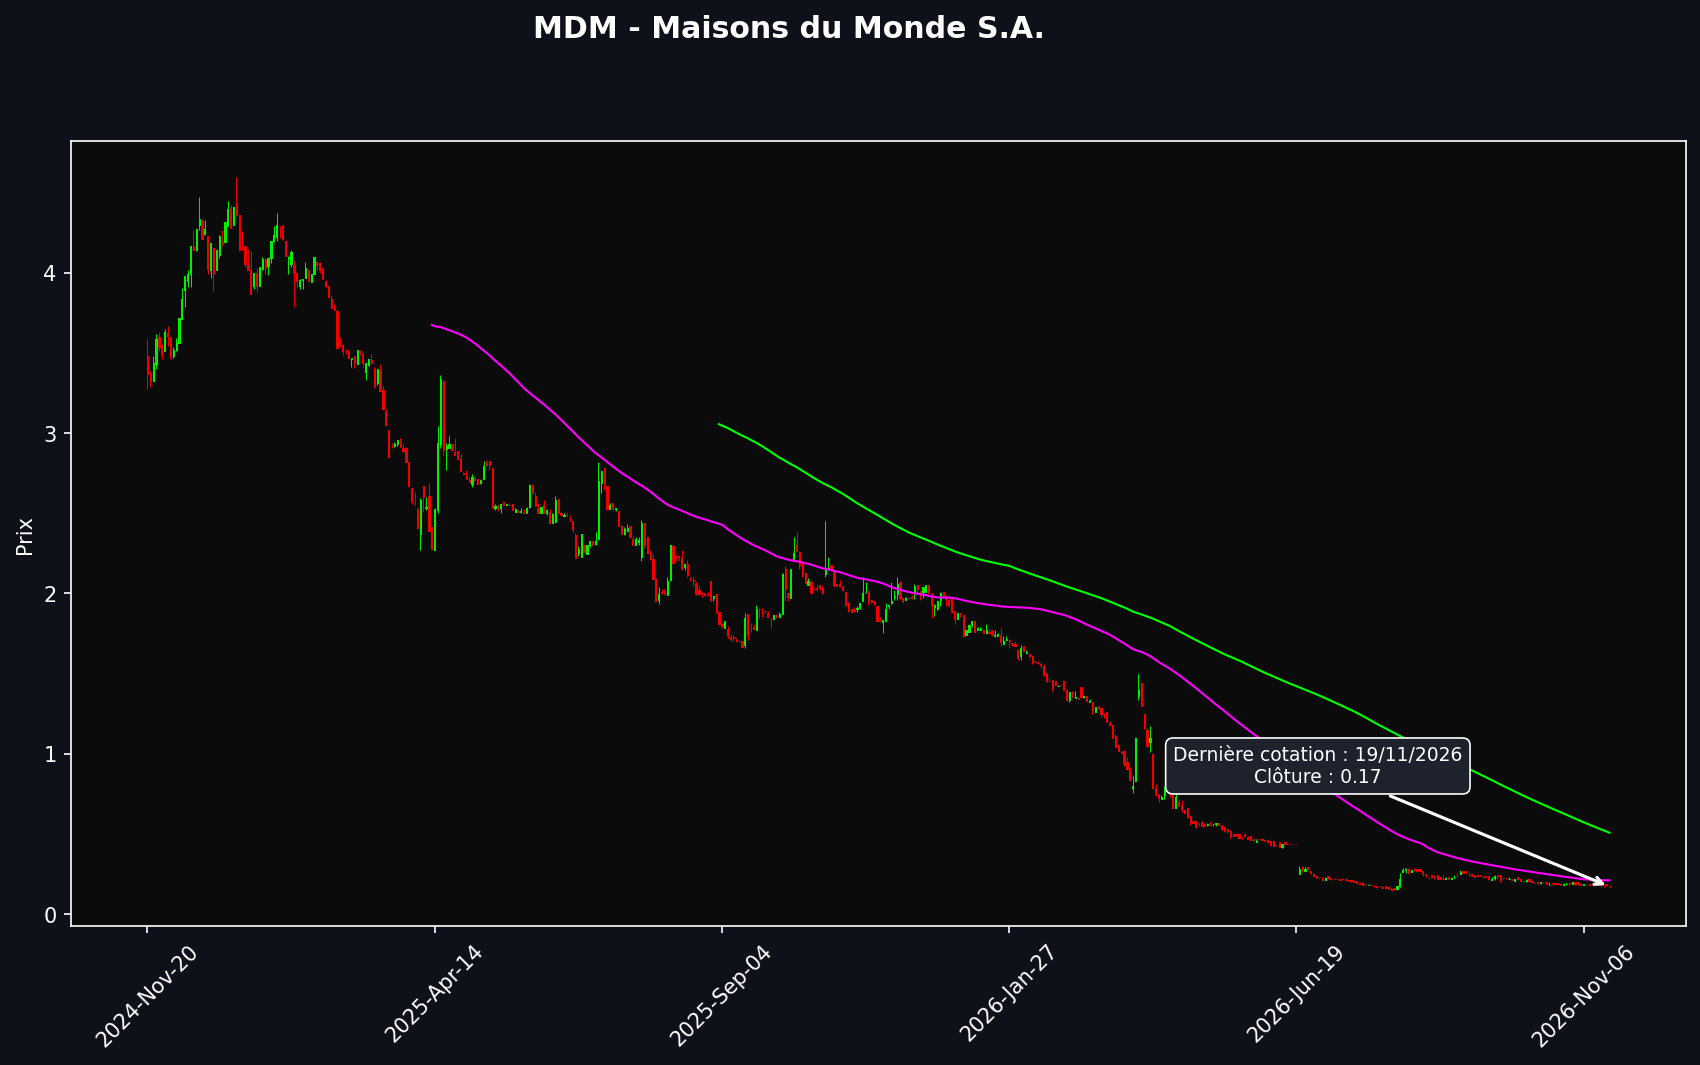 MDM - Maisons du Monde S.A.
Prix
4
3
2
1
0
Dernière cotation : 19/11/2026
Clôture : 0.17
2024-Nov-20
2025-Apr-14
2025-Sep-04
2026-Jan-27
2026-Jun-19
2026-Nov-06